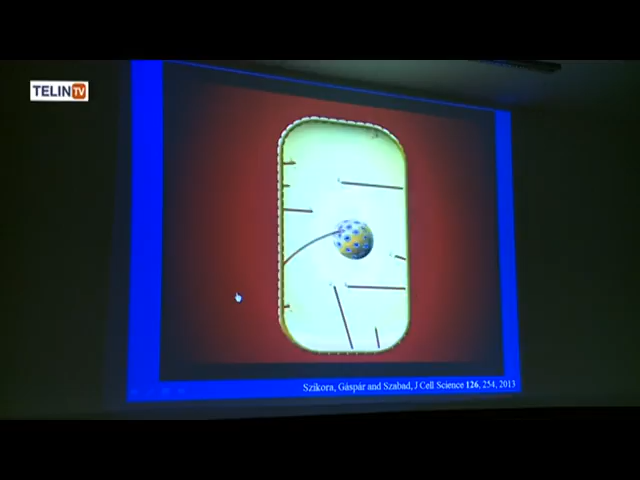 TELIN TV
Szikora, Gáspár and Szabad, J Cell Science 126, 254, 2013